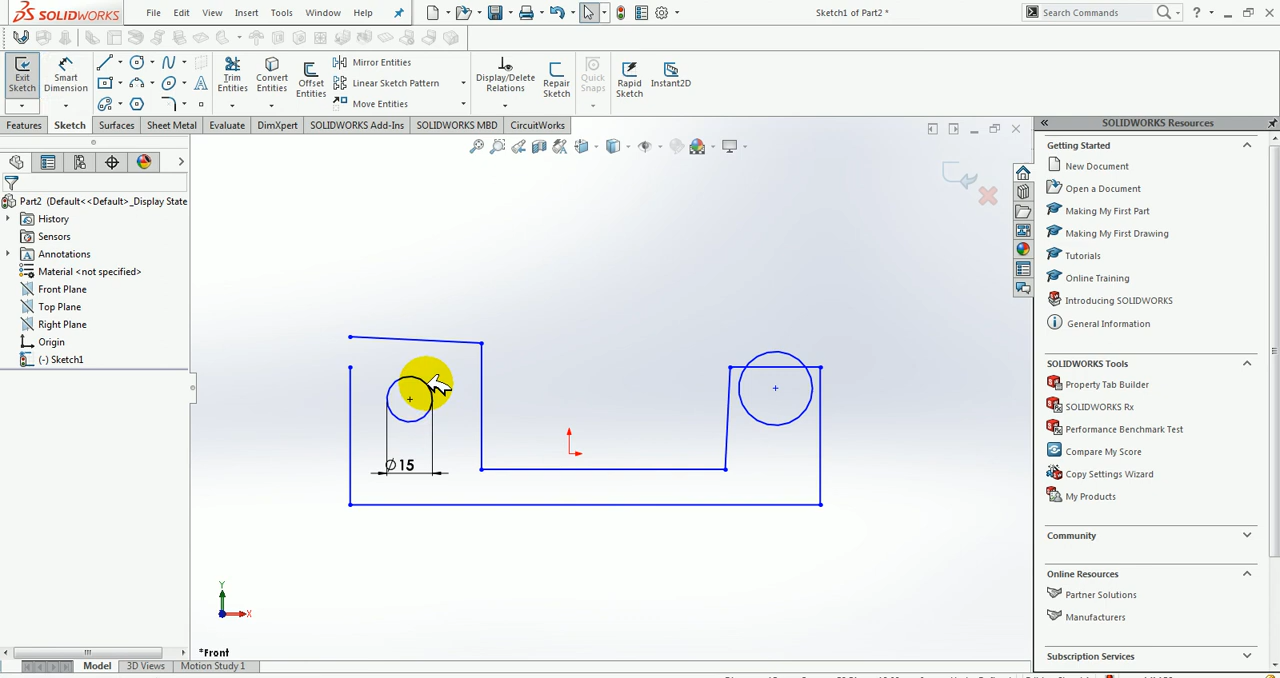 SOLIDWORKS File Edit View Insert Tools Window Help Sketch1 of Part2 * Search Commands ?
Exit Sketch
Smart Dimension
Trim Entities
Convert Entities
Offset Entities
Mirror Entities
Linear Sketch Pattern
Move Entities
Display/Delete Relations
Repair Sketch
Quick Snaps
Rapid Sketch
Instant2D
Features Sketch Surfaces Sheet Metal Evaluate DimXpert SOLIDWORKS Add-Ins SOLIDWORKS MBD CircuitWorks
Part2 (Default<<Default>_Display State
History
Sensors
Annotations
Material <not specified>
Front Plane
Top Plane
Right Plane
Origin
(-) Sketch1
∅15
Y
X
*Front
Model 3D Views Motion Study 1
SOLIDWORKS Resources
Getting Started
New Document
Open a Document
Making My First Part
Making My First Drawing
Tutorials
Online Training
Introducing SOLIDWORKS
General Information
SOLIDWORKS Tools
Property Tab Builder
SOLIDWORKS Rx
Performance Benchmark Test
Compare My Score
Copy Settings Wizard
My Products
Community
Online Resources
Partner Solutions
Manufacturers
Subscription Services